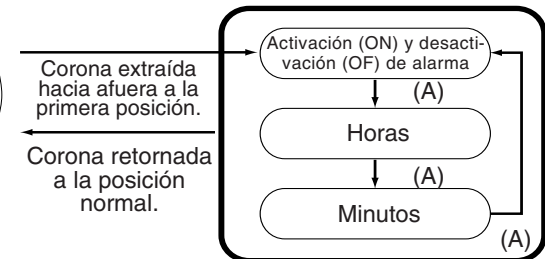 Corona extraída
hacia afuera a la
primera posición.
Corona retornada
a la posición
normal.
Activación (ON) y desacti-
vación (OF) de alarma
(A)
Horas
(A)
Minutos
(A)